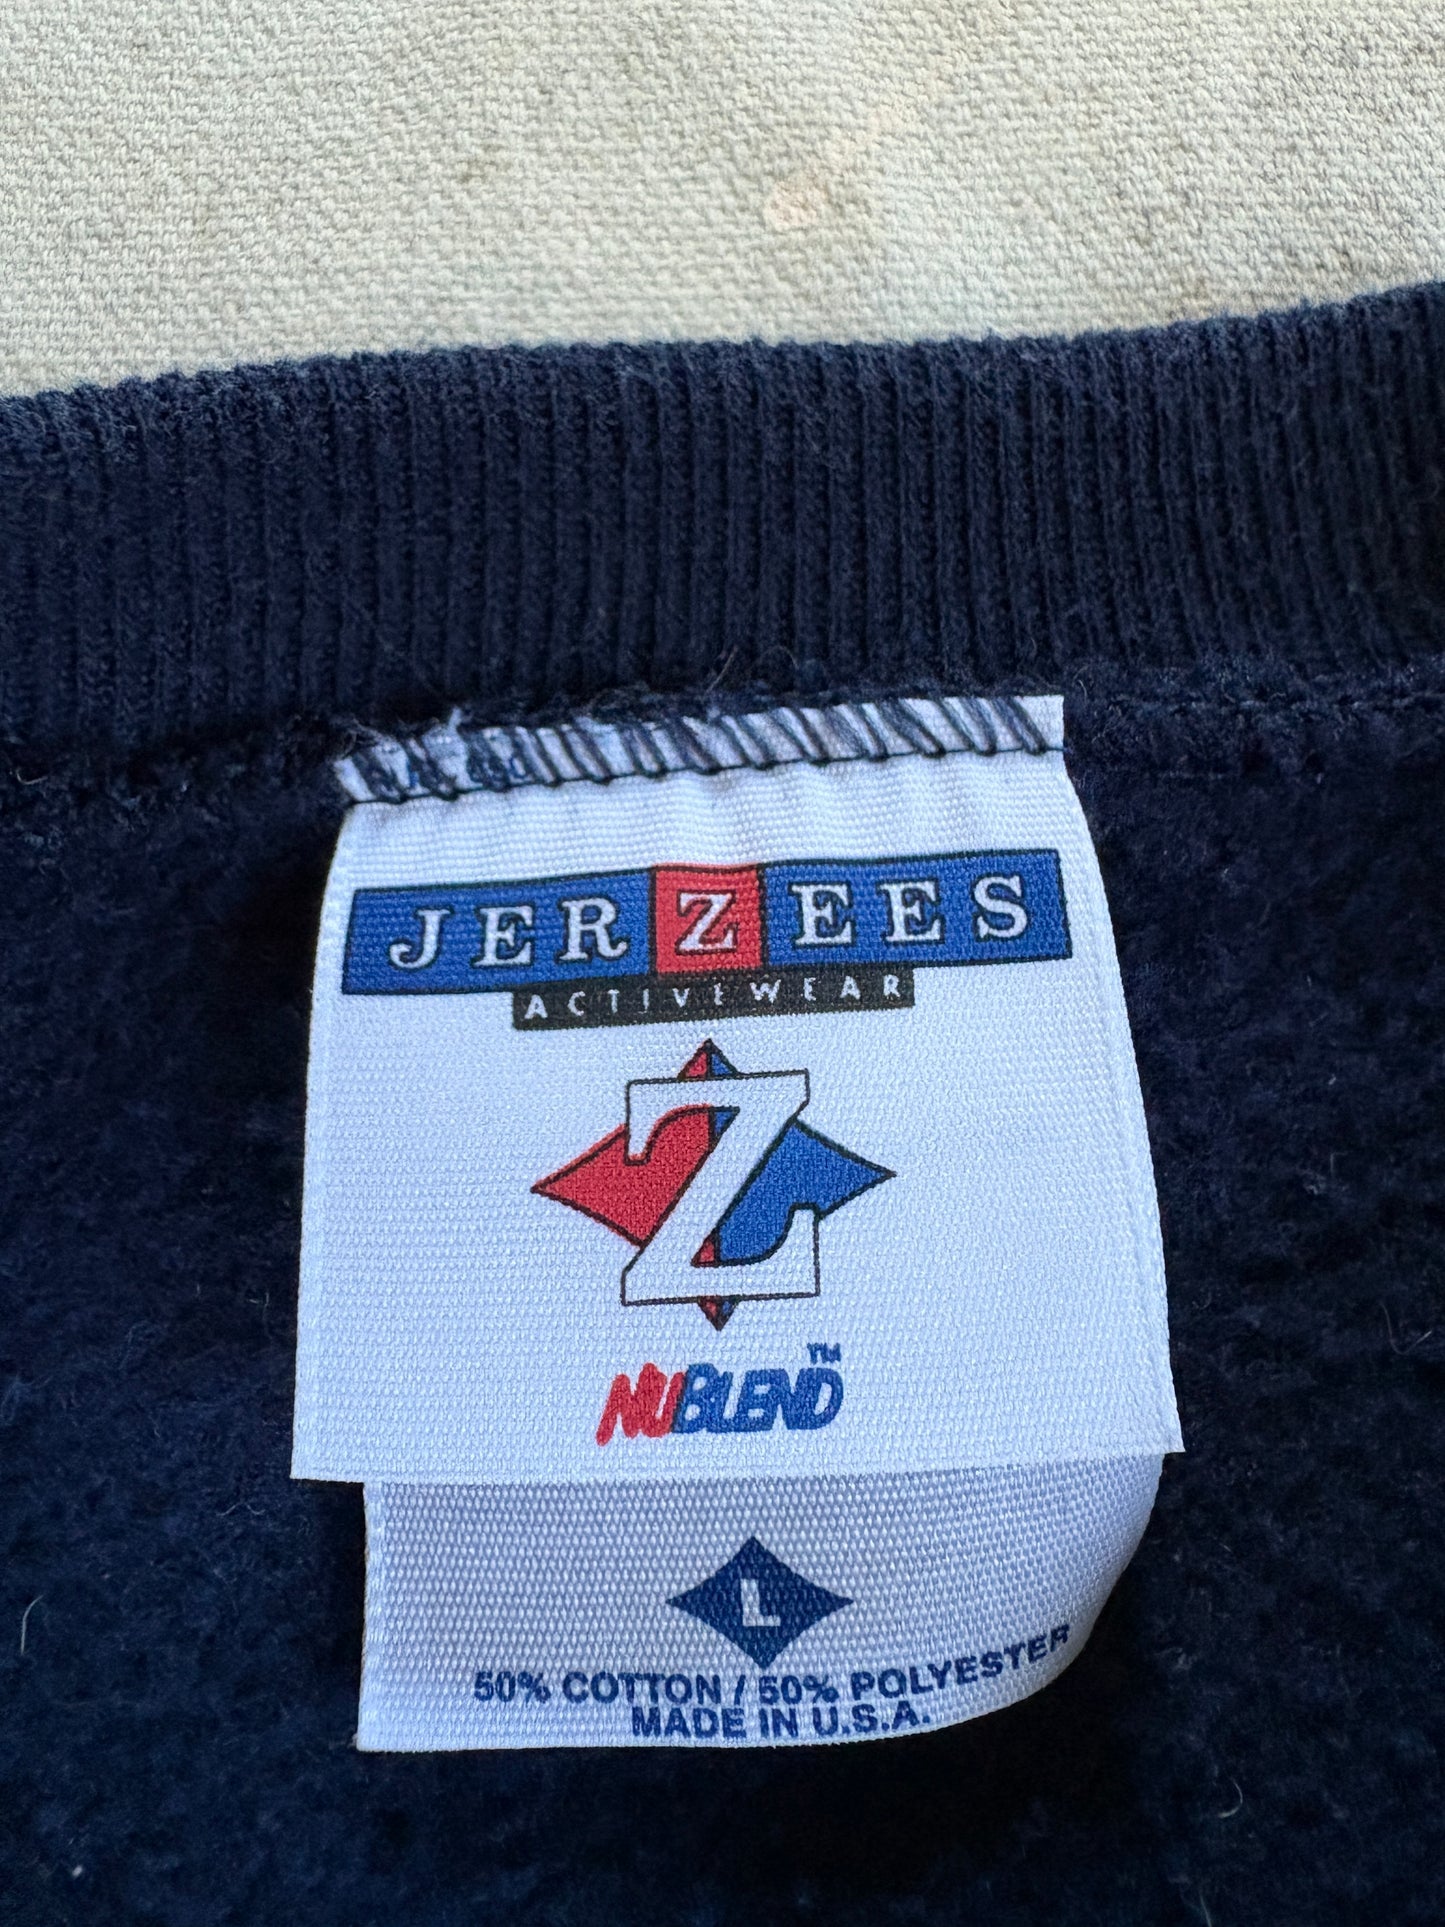 JERZEES
ACTIVEWEAR
Z
NUBLEND™
L
50% COTTON / 50% POLYESTER
MADE IN U.S.A.